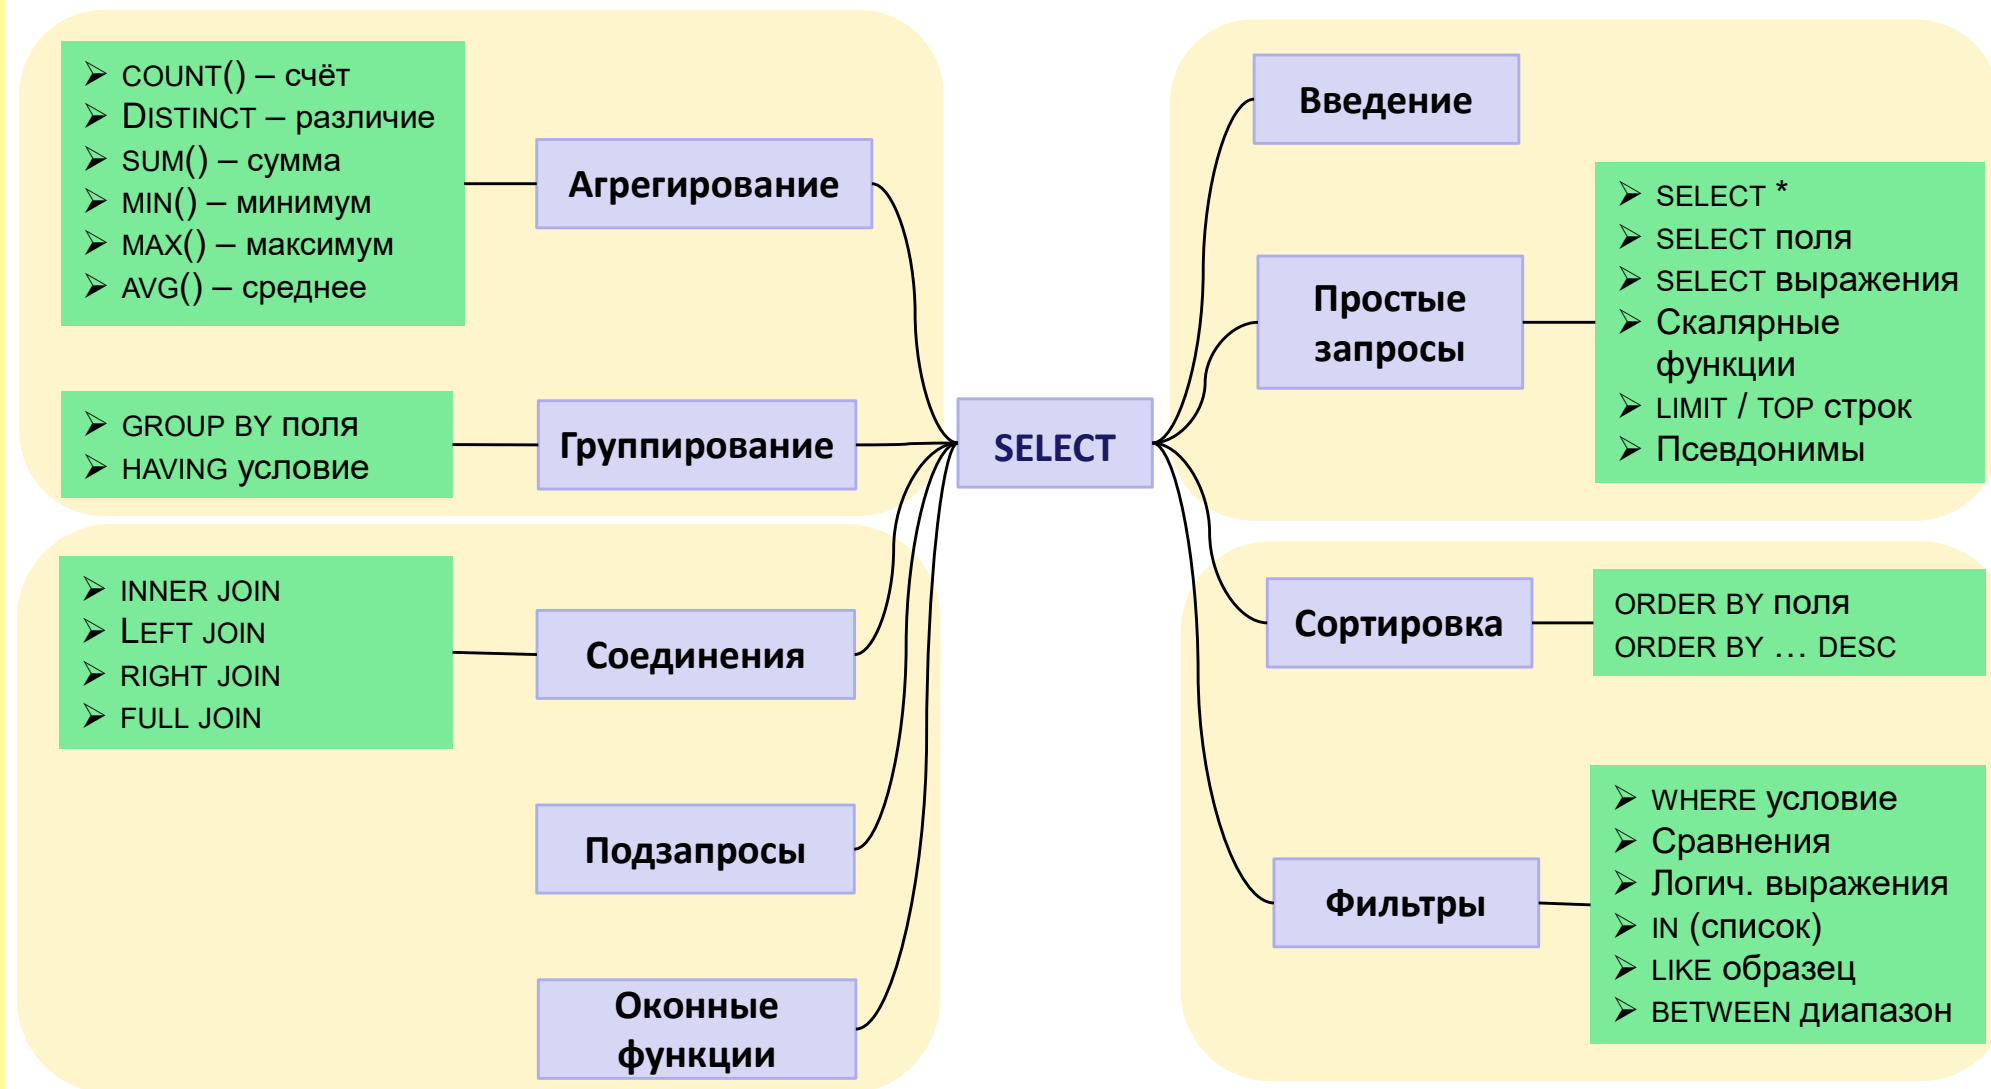 COUNT() – счёт
DISTINCT – различие
SUM() – сумма
MIN() – минимум
MAX() – максимум
AVG() – среднее
Агрегирование
GROUP BY поля
HAVING условие
Группирование
INNER JOIN
LEFT JOIN
RIGHT JOIN
FULL JOIN
Соединения
Подзапросы
Оконные
функции
SELECT
Введение
Простые
запросы
SELECT *
SELECT поля
SELECT выражения
Скалярные
функции
LIMIT / TOP строк
Псевдонимы
Сортировка
ORDER BY поля
ORDER BY … DESC
Фильтры
WHERE условие
Сравнения
Логич. выражения
IN (список)
LIKE образец
BETWEEN диапазон